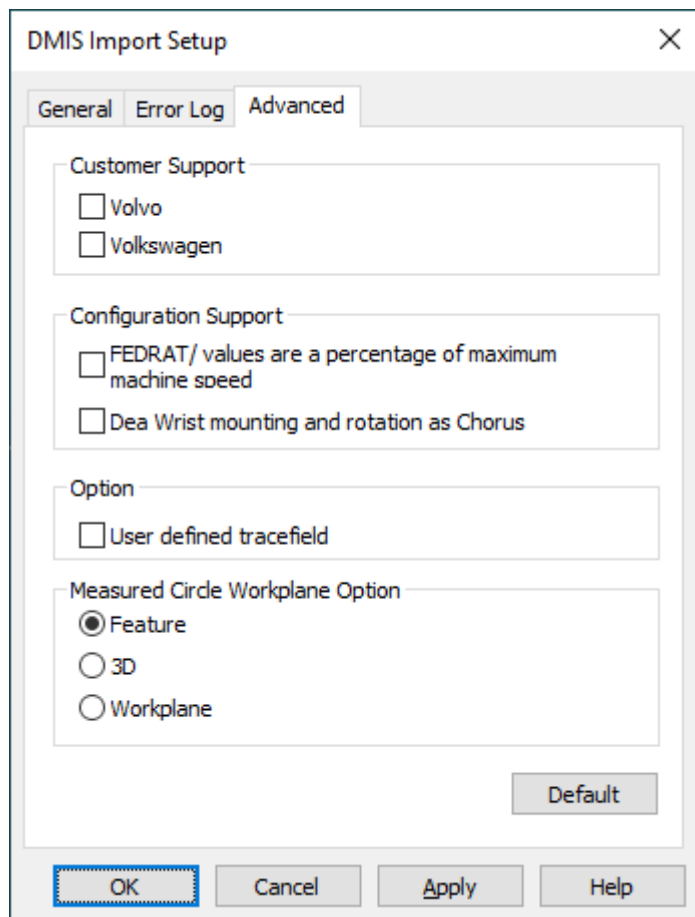 DMIS Import Setup
General Error Log Advanced
Customer Support
Volvo
Volkswagen
Configuration Support
FEDRAT/ values are a percentage of maximum
machine speed
Dea Wrist mounting and rotation as Chorus
Option
User defined tracefield
Measured Circle Workplane Option
Feature
3D
Workplane
Default
OK Cancel Apply Help